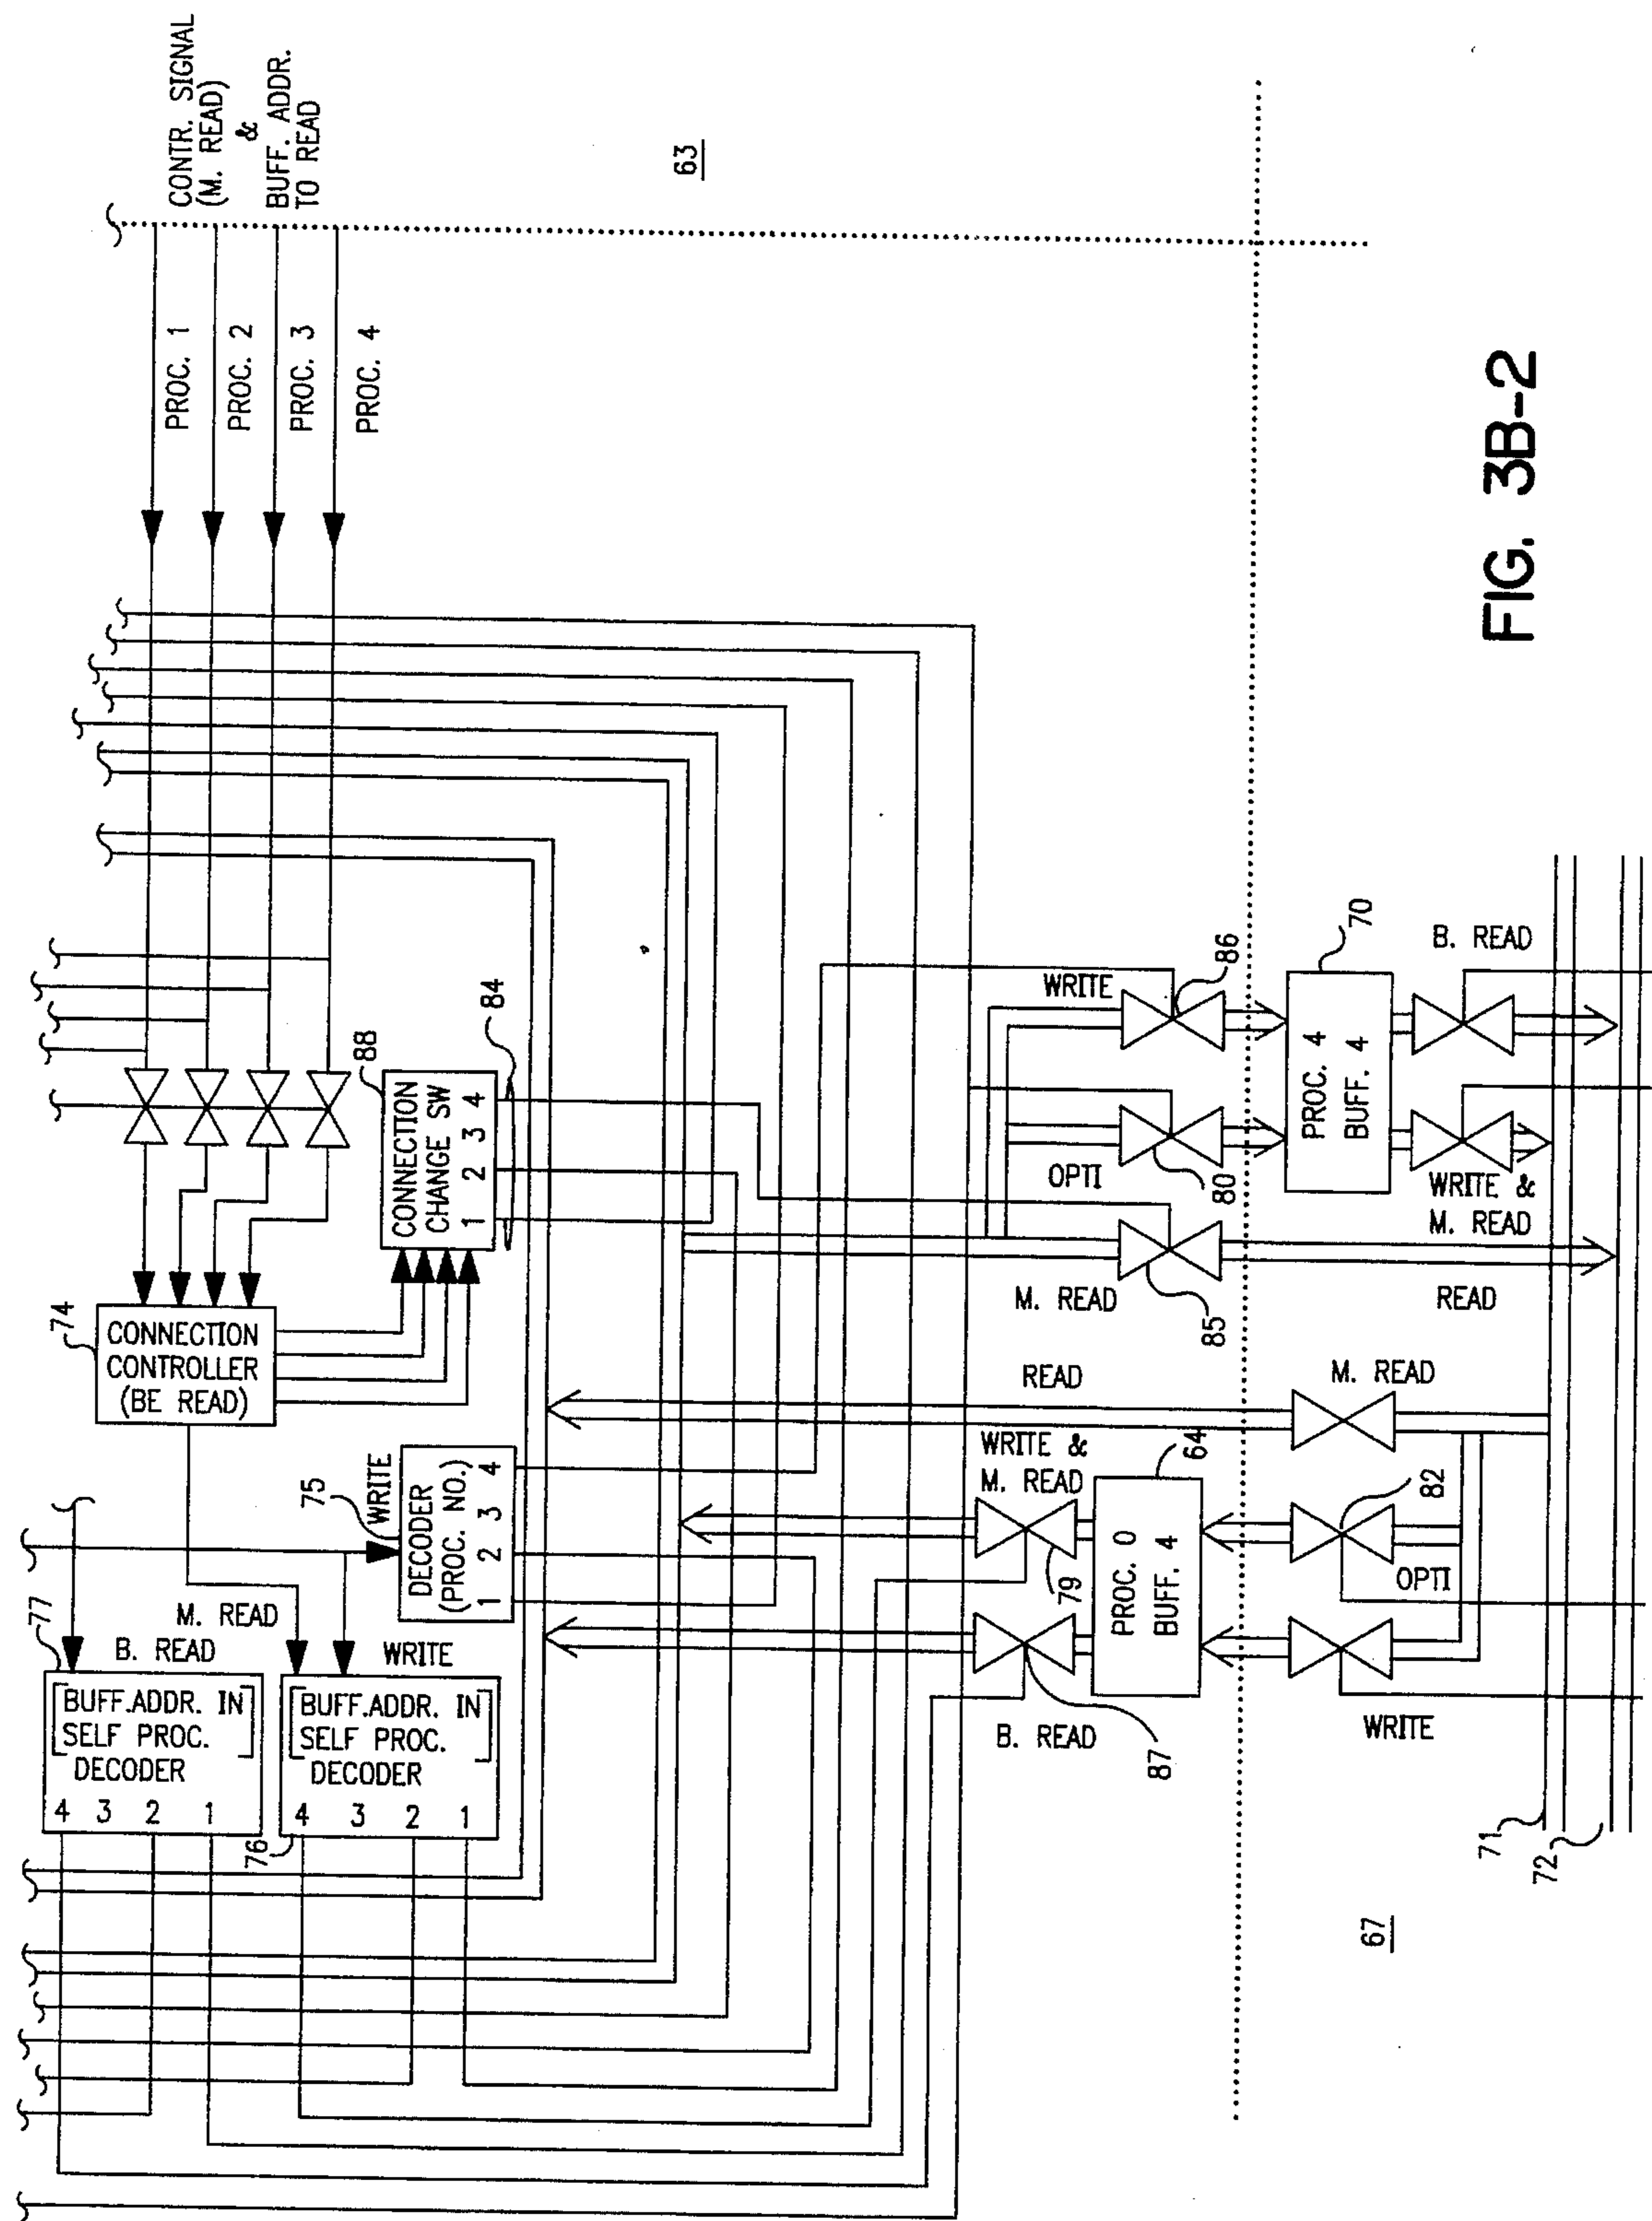 CONTR. SIGNAL
(M. READ)
&
BUFF. ADDR.
TO READ
63
PROC. 1
PROC. 2
PROC. 3
PROC. 4
74
CONNECTION
CONTROLLER
(BE READ)
88
CONNECTION
CHANGE SW
1 2 3 4
84
77
B. READ
M. READ
[BUFF.ADDR. IN
SELF PROC.]
DECODER
4
3
2
1
WRITE
[BUFF.ADDR. IN
SELF PROC.]
DECODER
4
3
2
1
76
75
WRITE
DECODER
(PROC. NO.)
1 2 3 4
B. READ
87
WRITE &
M. READ
79
PROC. 0
BUFF. 4
64
READ
M. READ
82
OPTI
WRITE
M. READ
85
READ
OPTI
80
WRITE
86
PROC. 4
BUFF. 4
70
WRITE &
M. READ
B. READ
71
72
67
FIG. 3B-2